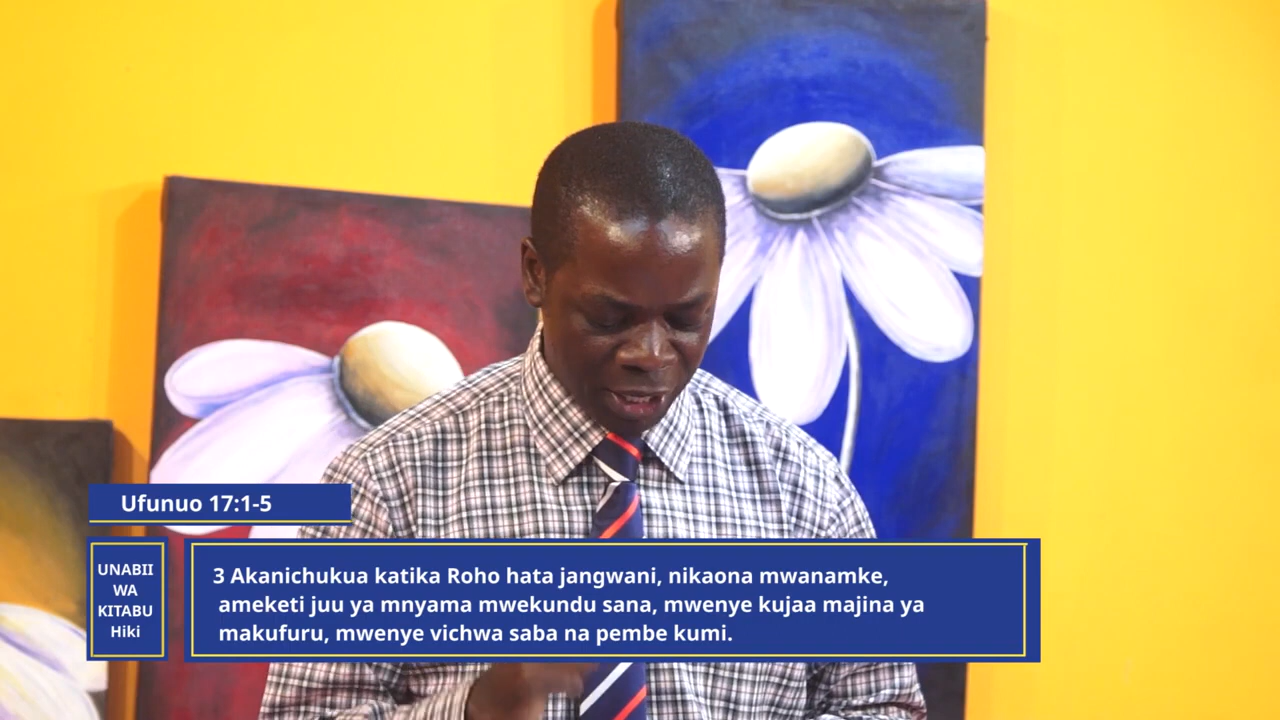 Ufunuo 17:1-5
UNABII
WA
KITABU
Hiki
3 Akanichukua katika Roho hata jangwani, nikaona mwanamke,
ameketi juu ya mnyama mwekundu sana, mwenye kujaa majina ya
makufuru, mwenye vichwa saba na pembe kumi.